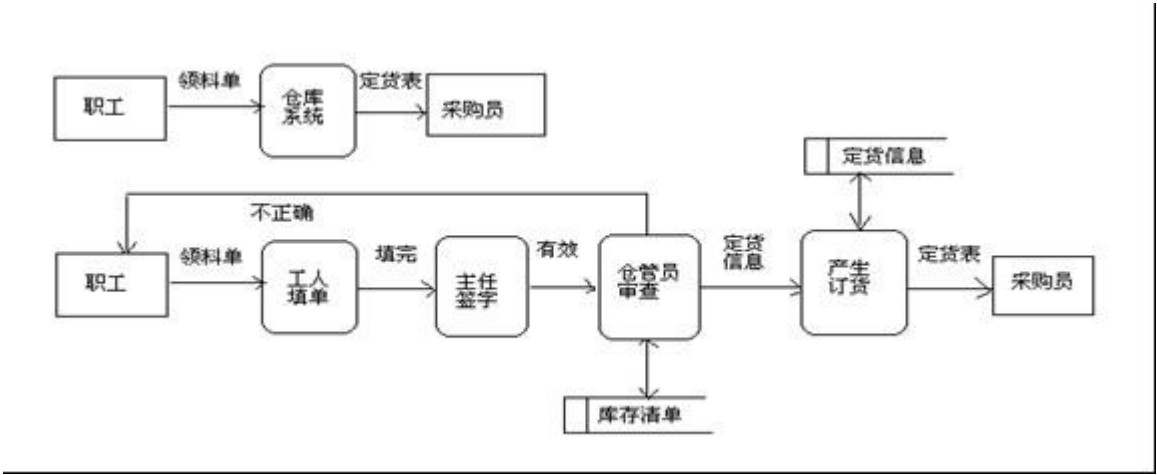 领料单
定货表
职工
仓库
系统
采购员
定货信息
不正确
领料单
填完
有效
定货
信息
定货表
职工
工人
填单
主任
签字
仓管员
审查
产生
订货
采购员
库存清单